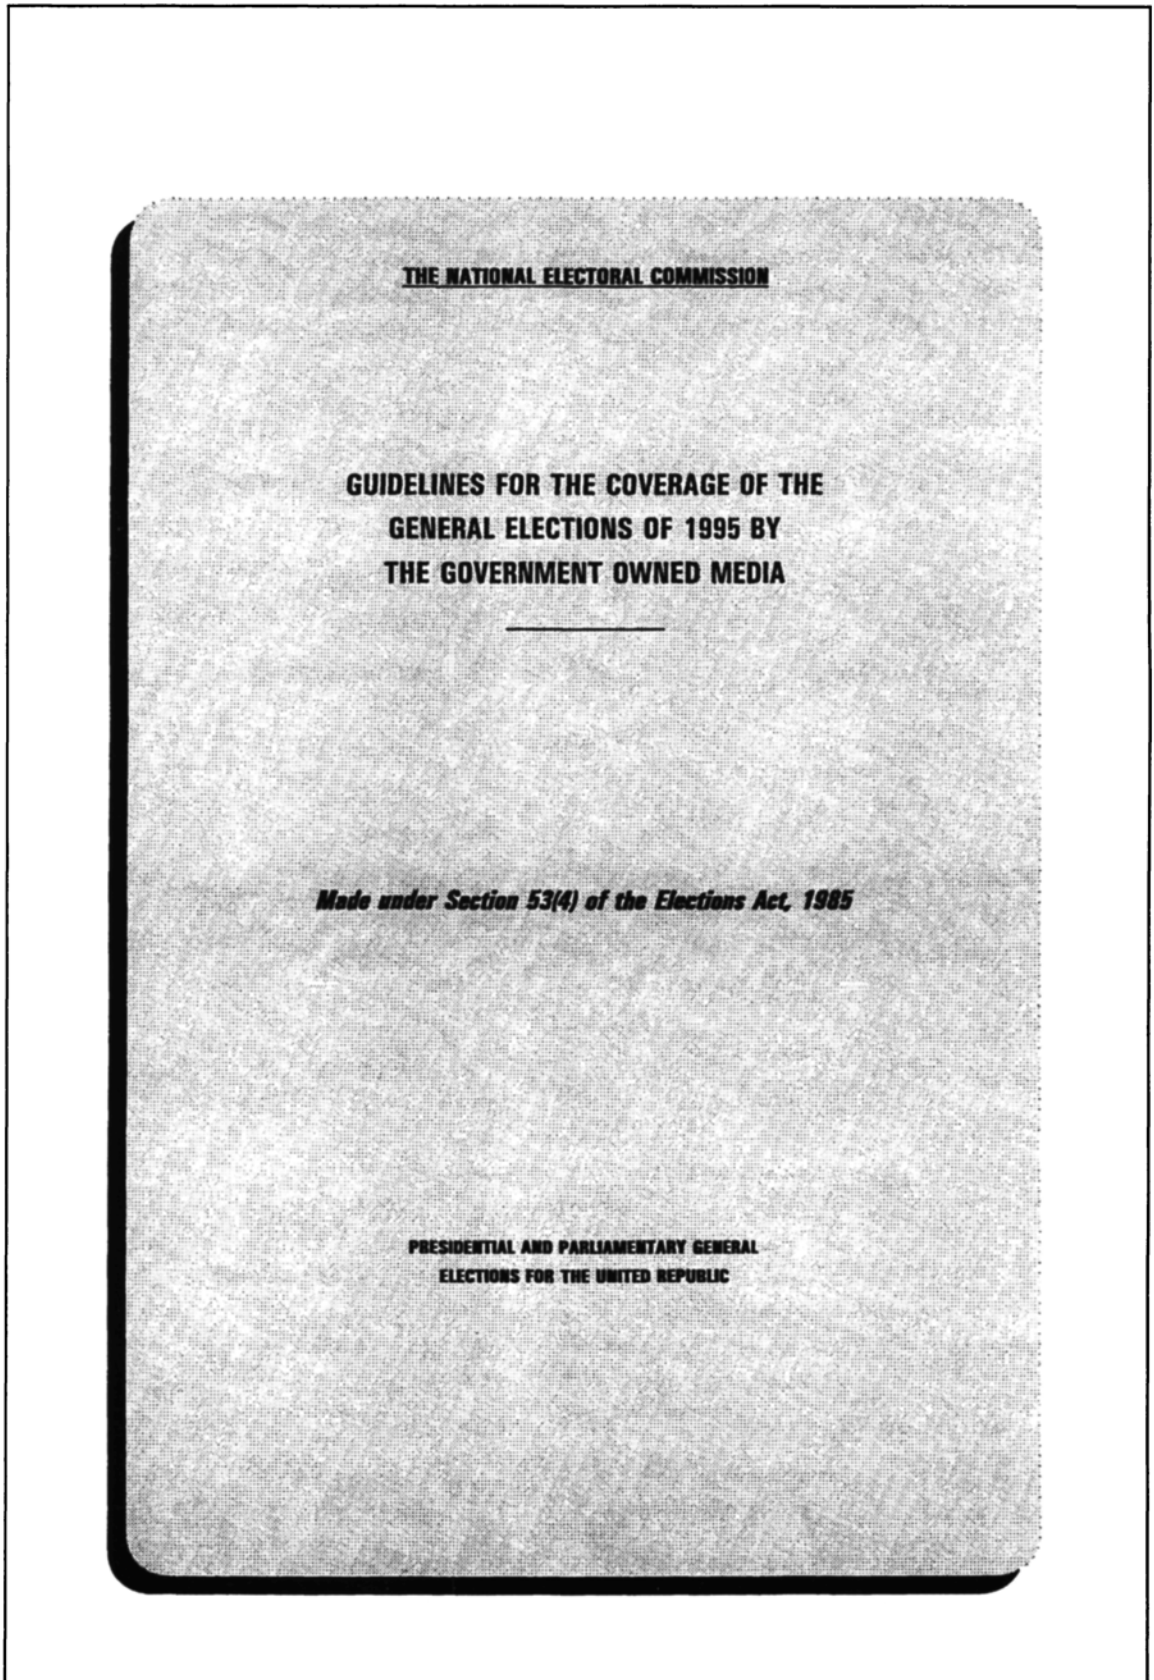 THE NATIONAL ELECTORAL COMMISSION
GUIDELINES FOR THE COVERAGE OF THE
GENERAL ELECTIONS OF 1995 BY
THE GOVERNMENT OWNED MEDIA
Made under Section 53(4) of the Elections Act, 1985
PRESIDENTIAL AND PARLIAMENTARY GENERAL
ELECTIONS FOR THE UNITED REPUBLIC